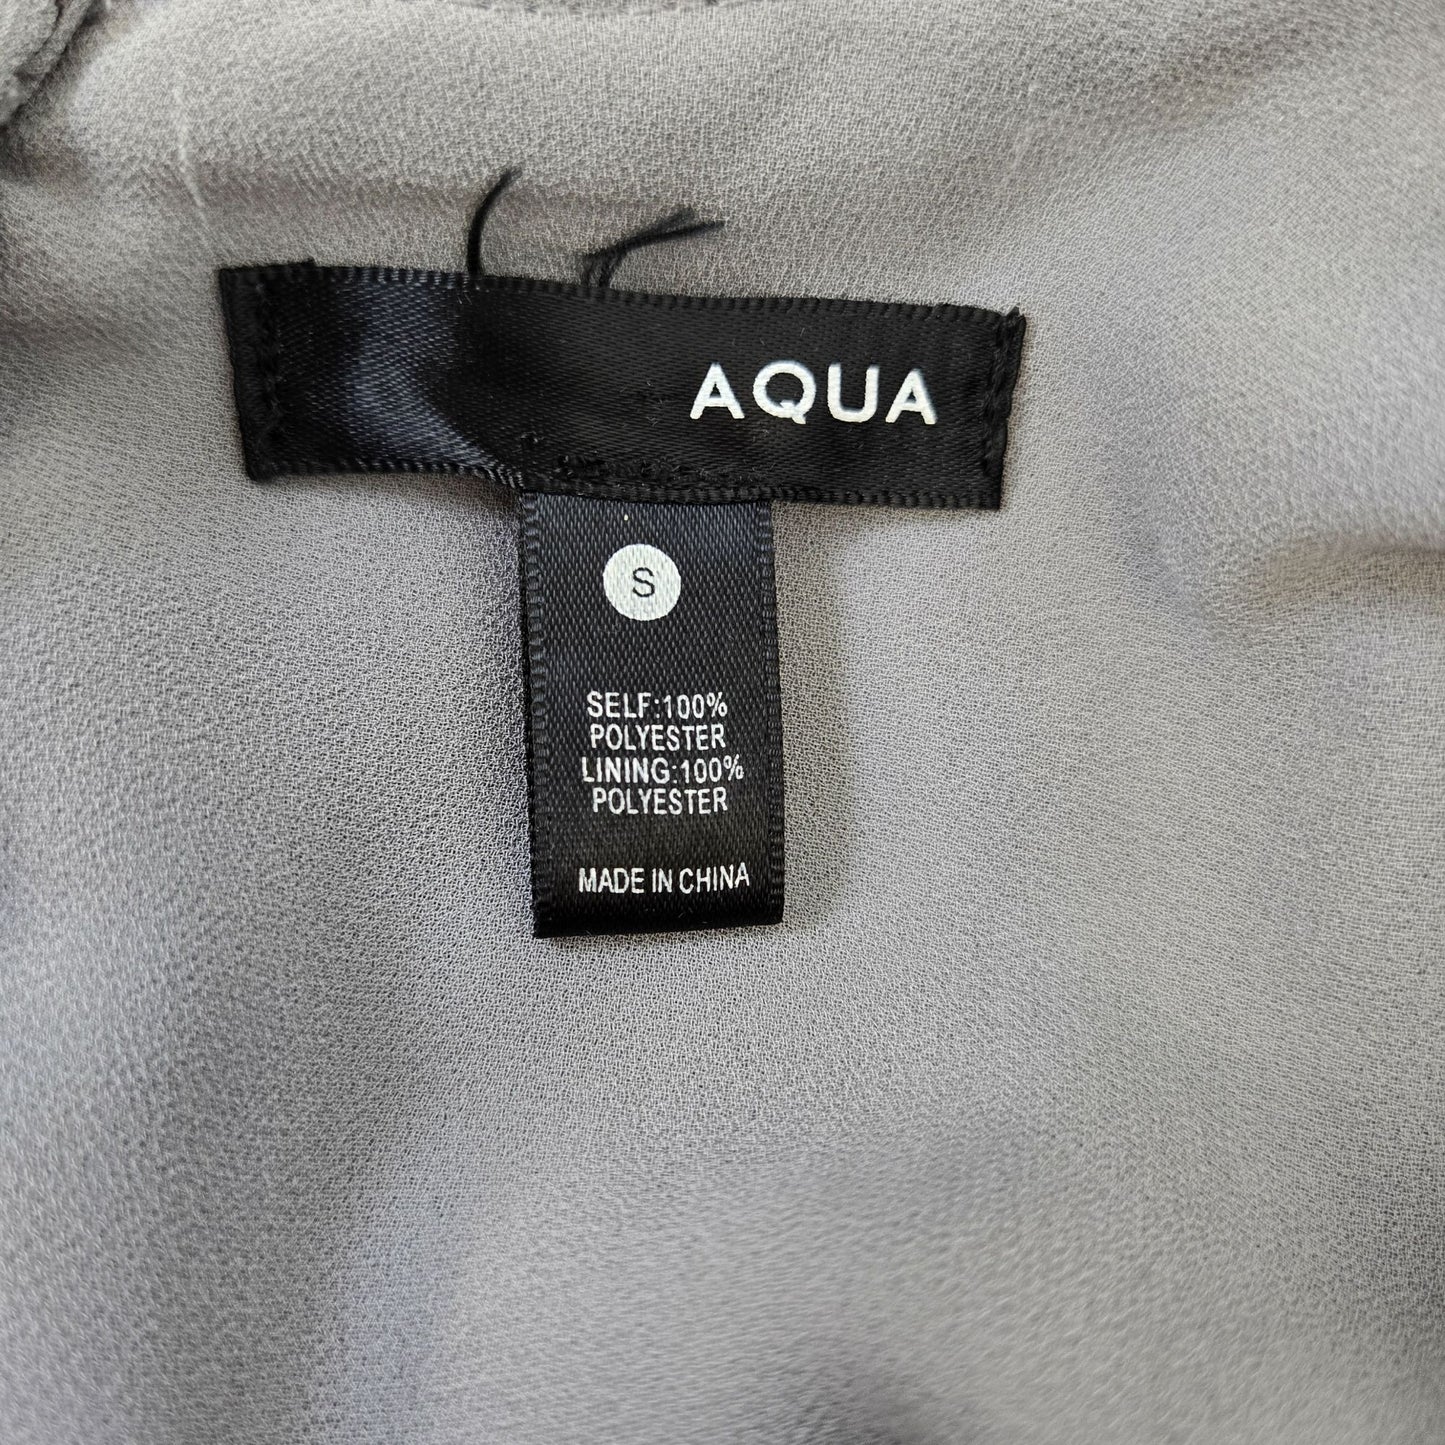 AQUA
S
SELF:100%
POLYESTER
LINING:100%
POLYESTER
MADE IN CHINA